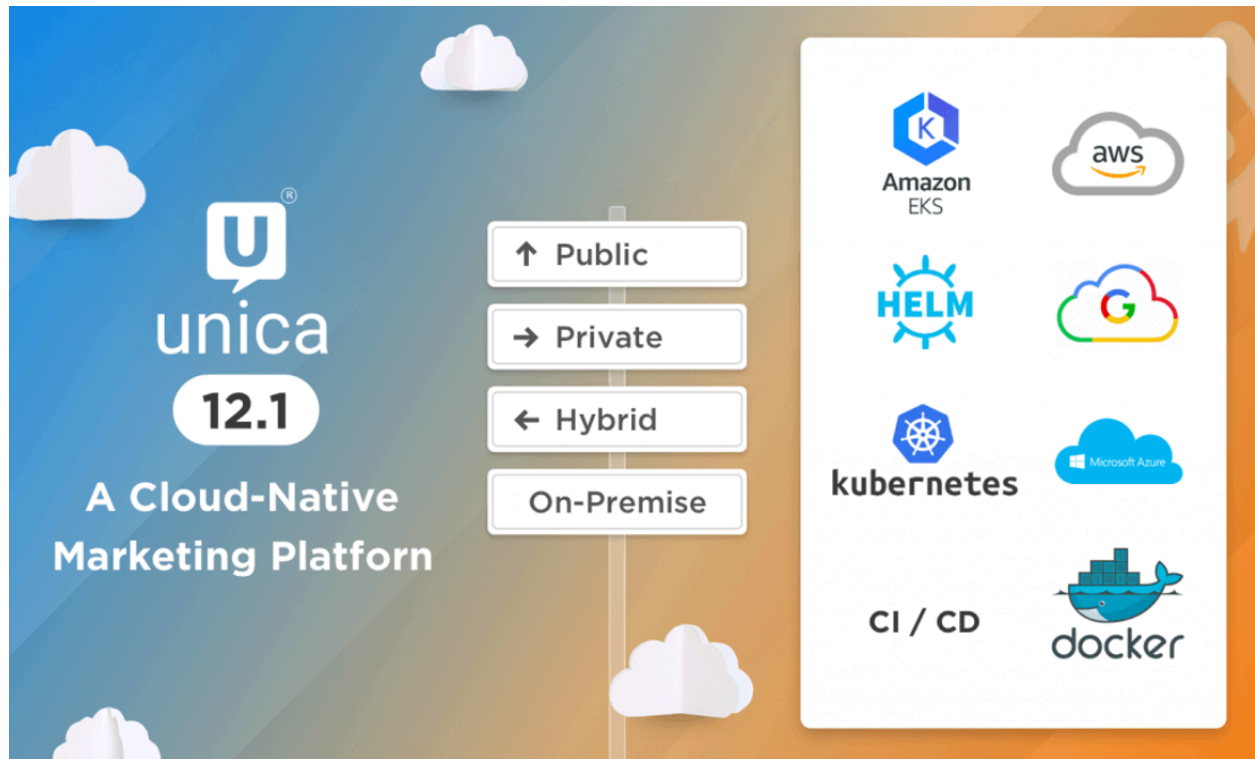 U®
unica
12.1
A Cloud-Native
Marketing Platforn
↑ Public
→ Private
← Hybrid
On-Premise
K
Amazon
EKS
aws
HELM
G
kubernetes
Microsoft Azure
CI / CD
docker